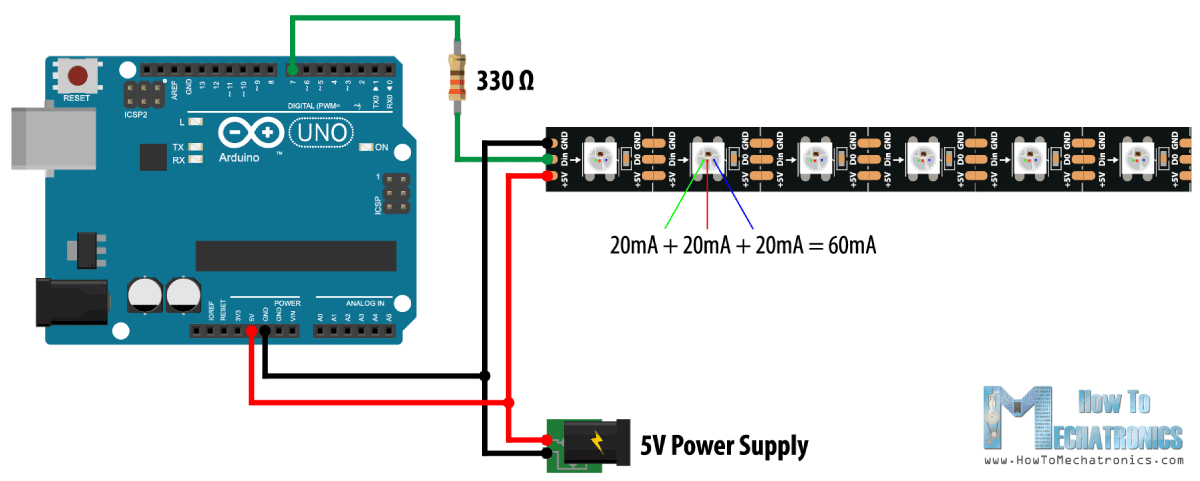 330 Ω
RESET
ICSP2
AREF
GND
13
12
~11
~10
~9
8
7
~6
~5
4
~3
2
TX0 ▶ 1
RX0 ◀ 0
DIGITAL (PWM= ~)
L
TX
RX
UNO
Arduino
™
ON
1
ICSP
IOREF
RESET
3V3
5V
GND
GND
VIN
POWER
ANALOG IN
A0
A1
A2
A3
A4
A5
GND
Din
+5V
GND
D0
+5V
GND
Din
+5V
GND
D0
+5V
GND
Din
+5V
GND
D0
+5V
GND
Din
+5V
GND
D0
+5V
GND
Din
+5V
GND
D0
+5V
GND
Din
+5V
20mA + 20mA + 20mA = 60mA
5V Power Supply
How To
Mechatronics
www.HowToMechatronics.com